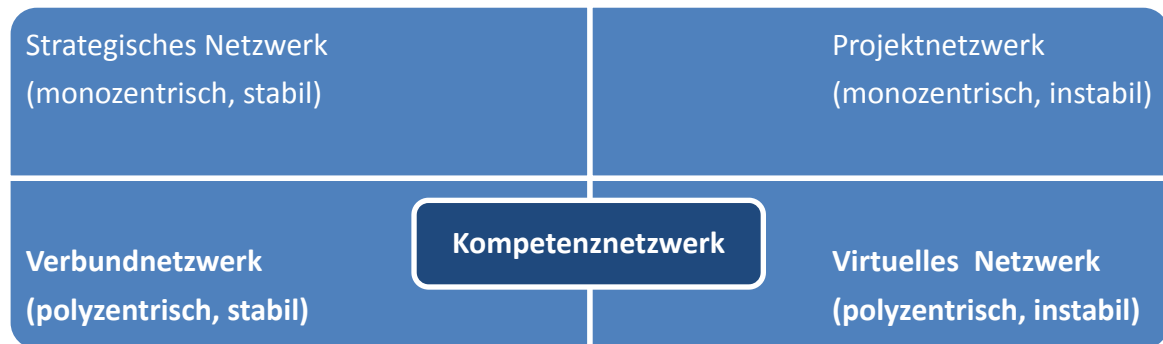 Strategisches Netzwerk
(monozentrisch, stabil)
Projektnetzwerk
(monozentrisch, instabil)
Kompetenznetzwerk
Verbundnetzwerk
(polyzentrisch, stabil)
Virtuelles  Netzwerk
(polyzentrisch, instabil)